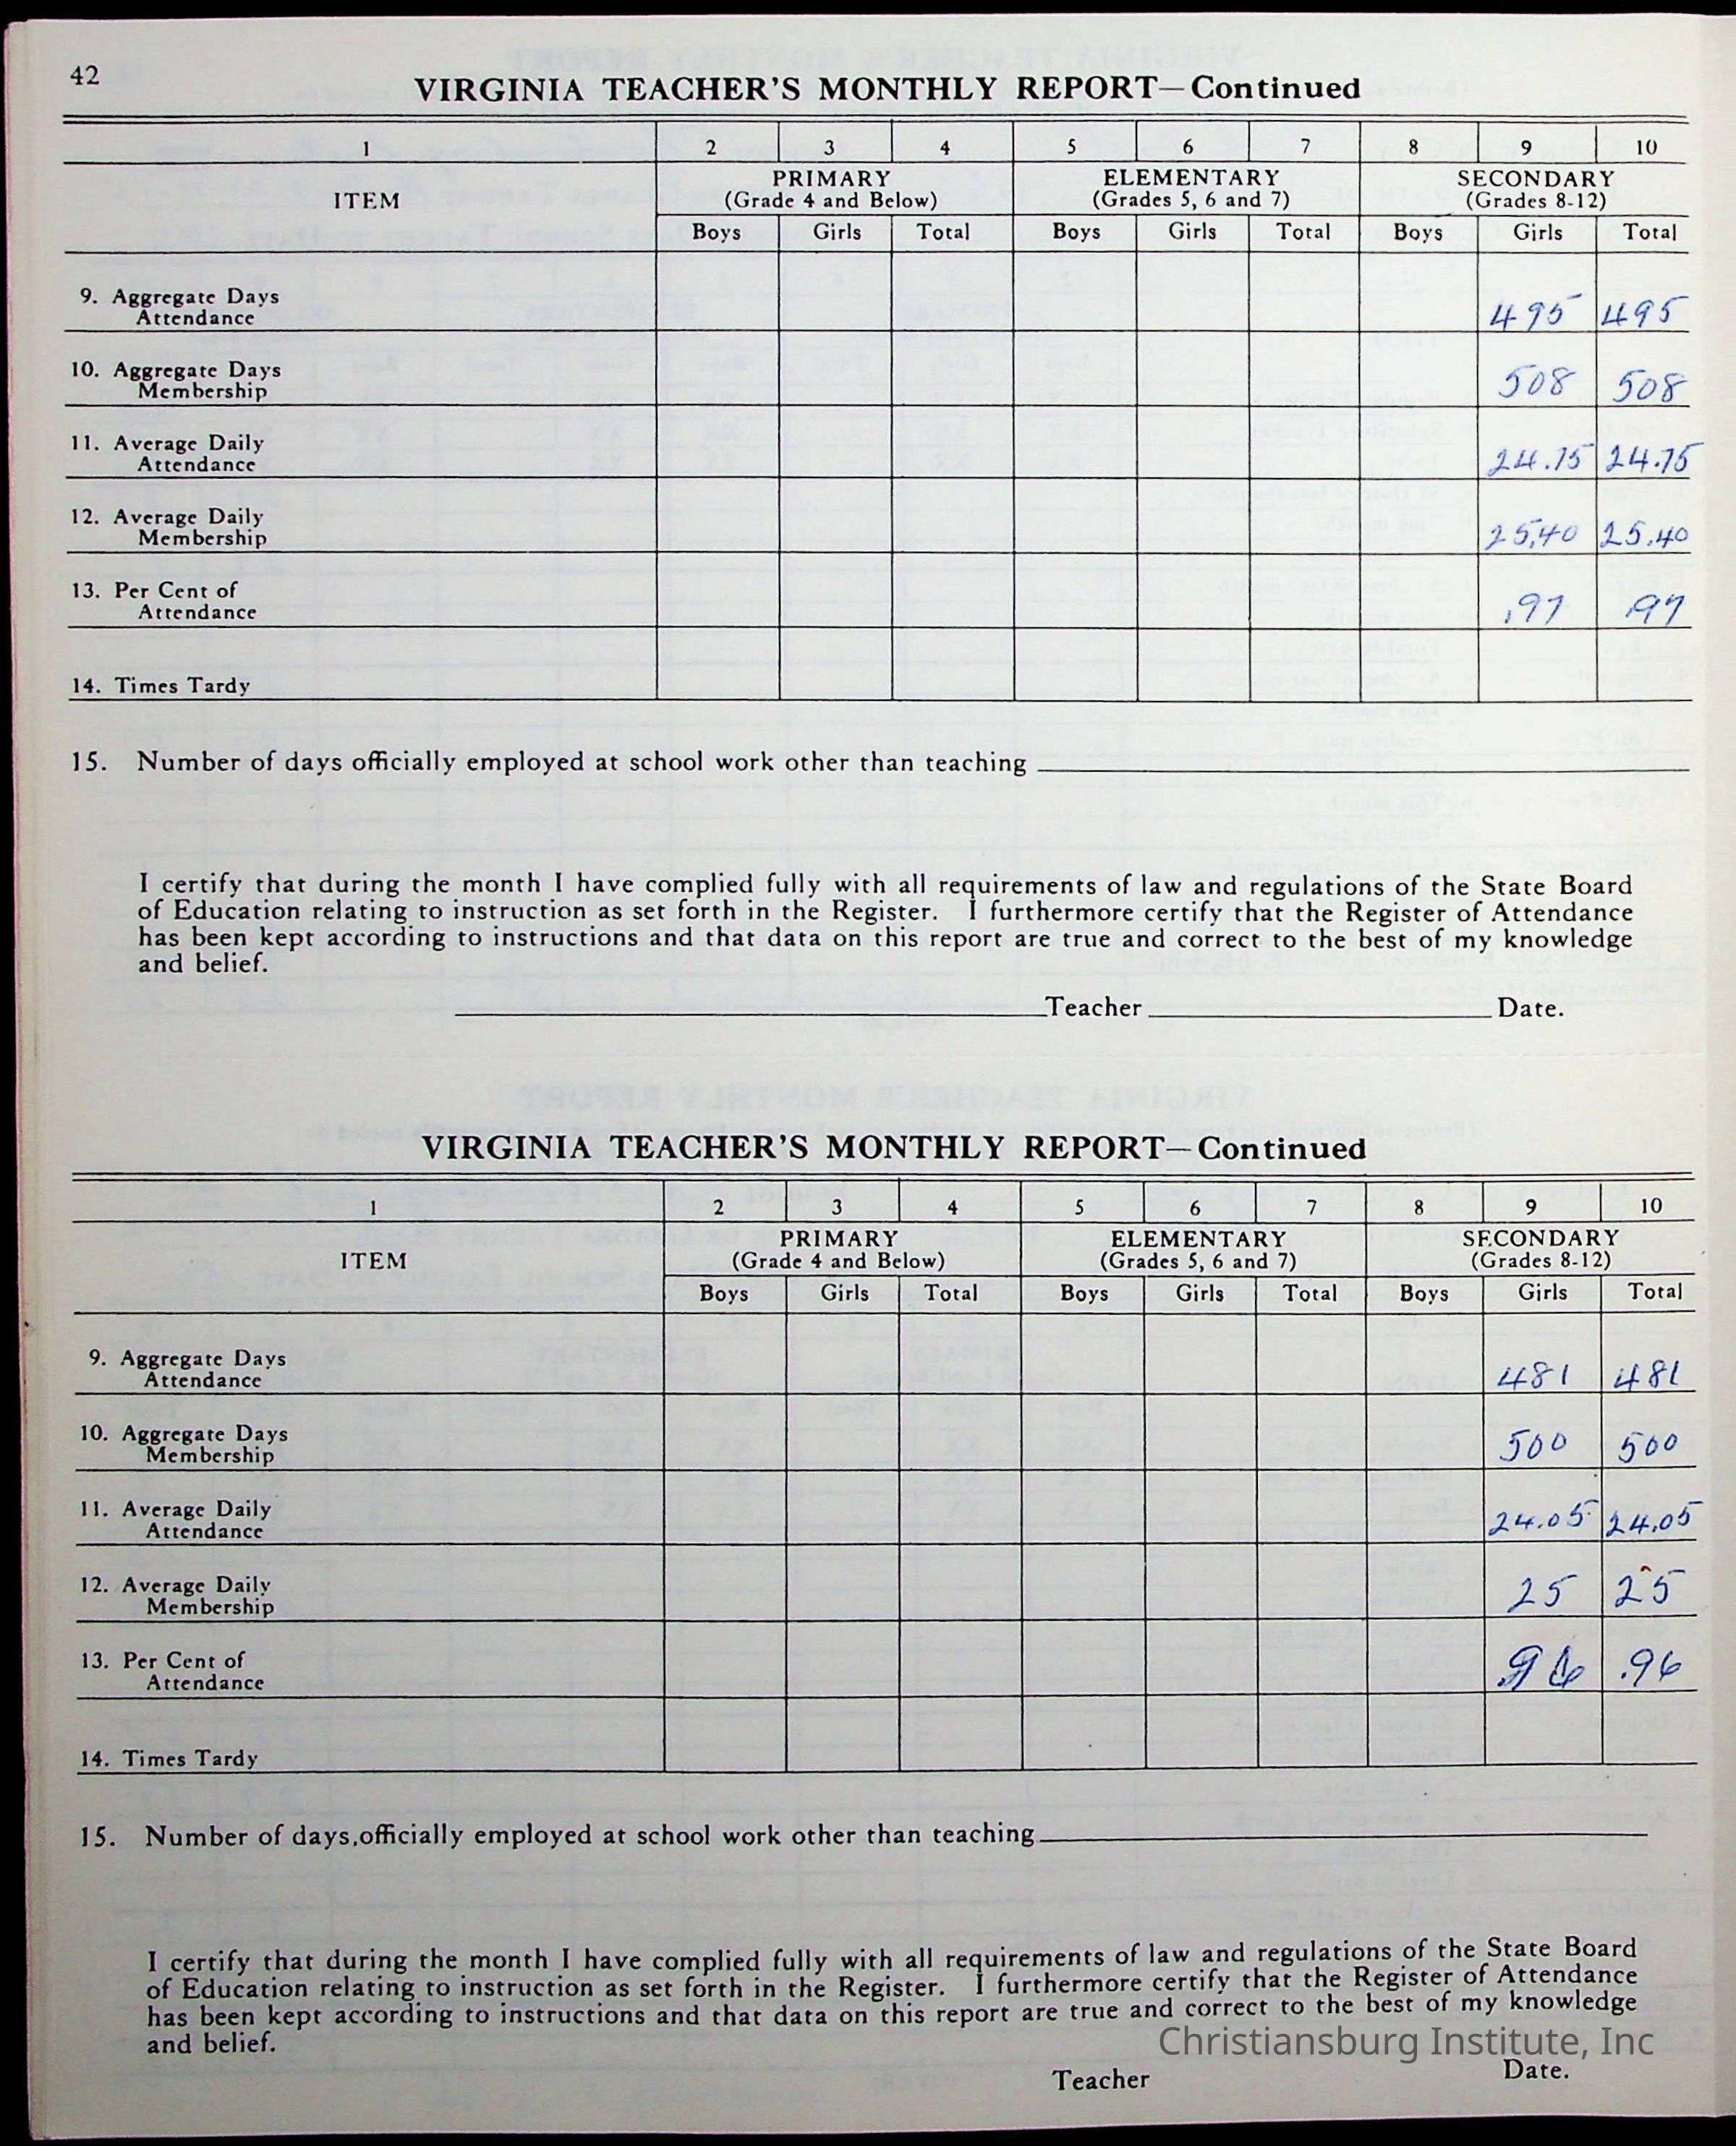 42
VIRGINIA TEACHER'S MONTHLY REPORT—Continued
1 2 3 4 5 6 7 8 9 10
ITEM PRIMARY ELEMENTARY SECONDARY
(Grade 4 and Below) (Grades 5, 6 and 7) (Grades 8-12)
Boys Girls Total Boys Girls Total Boys Girls Total
9. Aggregate Days
Attendance 495 495
10. Aggregate Days
Membership 508 508
11. Average Daily
Attendance 24.75 24.75
12. Average Daily
Membership 25.40 25.40
13. Per Cent of
Attendance .97 .97
14. Times Tardy
15. Number of days officially employed at school work other than teaching
I certify that during the month I have complied fully with all requirements of law and regulations of the State Board
of Education relating to instruction as set forth in the Register. I furthermore certify that the Register of Attendance
has been kept according to instructions and that data on this report are true and correct to the best of my knowledge
and belief.
Teacher Date.
VIRGINIA TEACHER'S MONTHLY REPORT—Continued
1 2 3 4 5 6 7 8 9 10
ITEM PRIMARY ELEMENTARY SECONDARY
(Grade 4 and Below) (Grades 5, 6 and 7) (Grades 8-12)
Boys Girls Total Boys Girls Total Boys Girls Total
9. Aggregate Days
Attendance 481 481
10. Aggregate Days
Membership 500 500
11. Average Daily
Attendance 24.05 24.05
12. Average Daily
Membership 25 25
13. Per Cent of
Attendance .96 .96
14. Times Tardy
15. Number of days officially employed at school work other than teaching
I certify that during the month I have complied fully with all requirements of law and regulations of the State Board
of Education relating to instruction as set forth in the Register. I furthermore certify that the Register of Attendance
has been kept according to instructions and that data on this report are true and correct to the best of my knowledge
and belief.
Christiansburg Institute, Inc
Teacher Date.